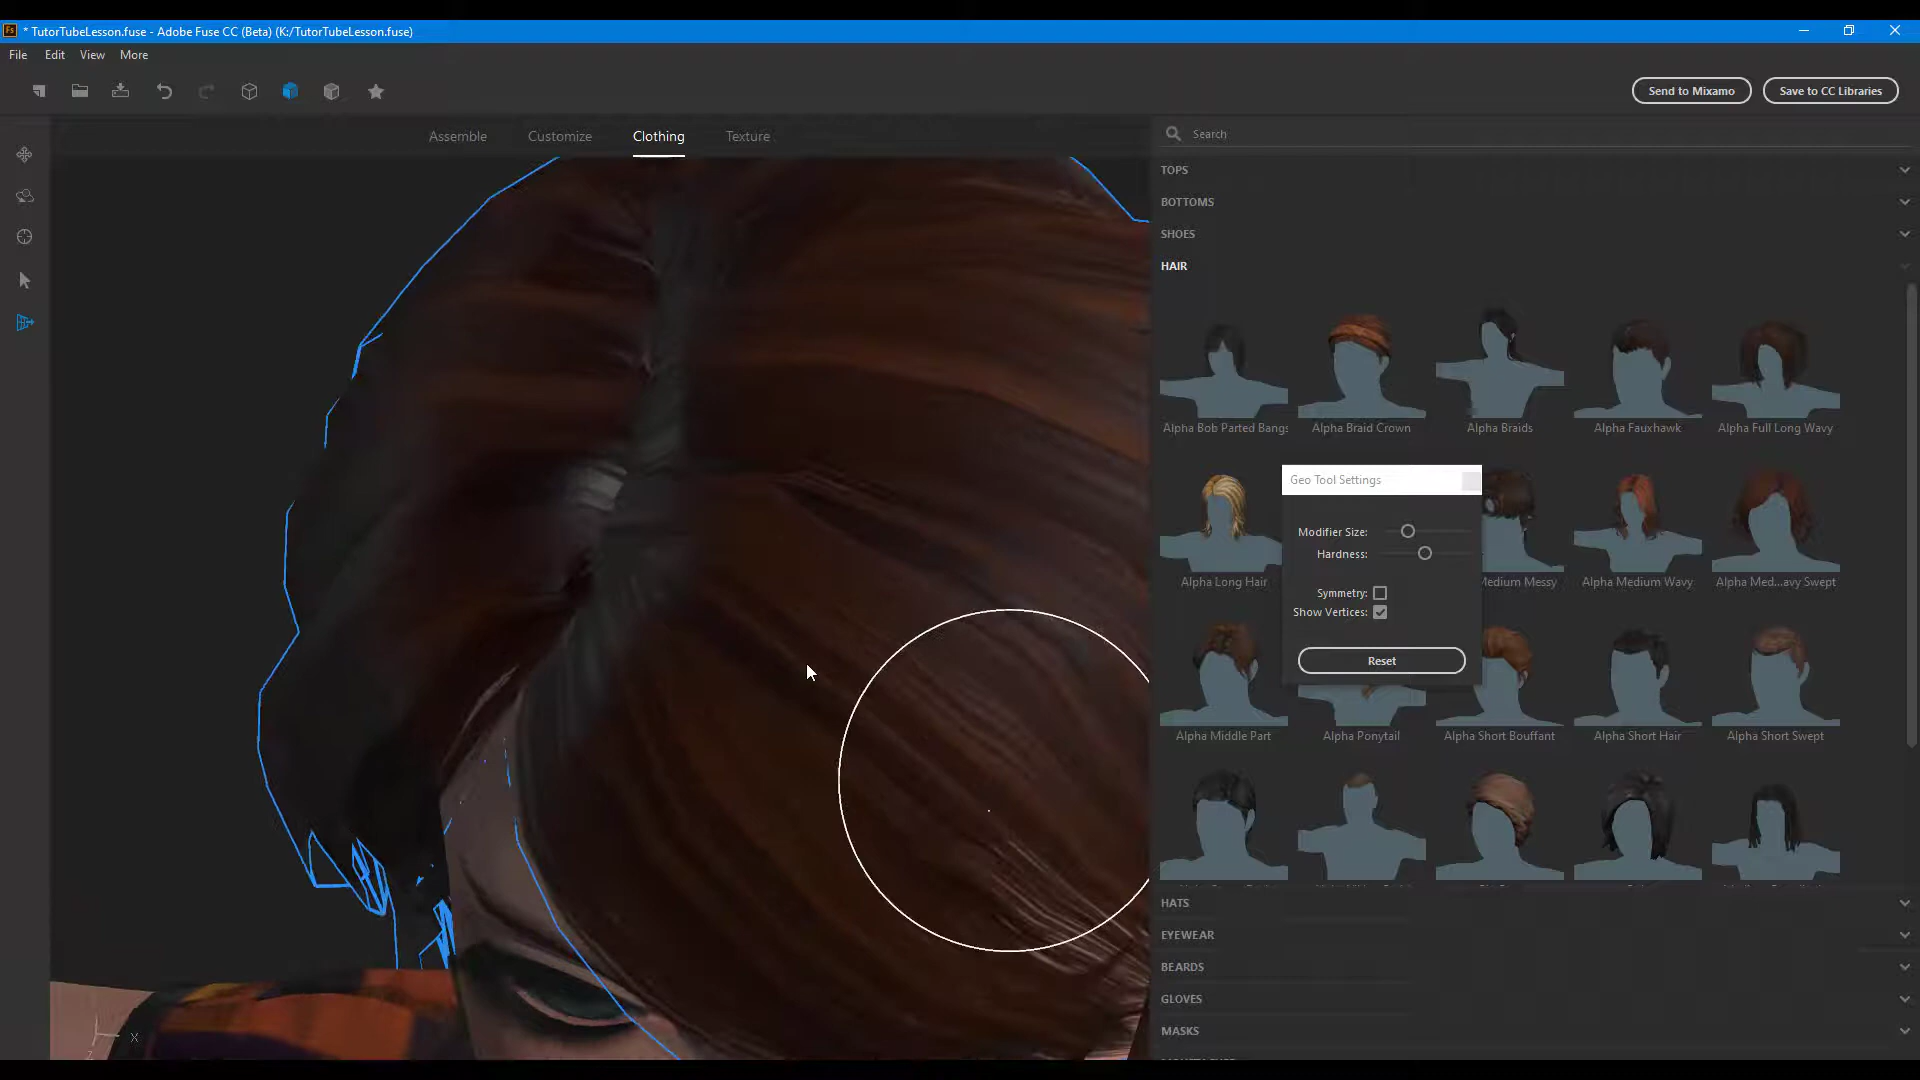 Fs * TutorTubeLesson.fuse - Adobe Fuse CC (Beta) (K:/TutorTubeLesson.fuse)
File Edit View More
Send to Mixamo Save to CC Libraries
Assemble Customize Clothing Texture
Search
TOPS
BOTTOMS
SHOES
HAIR
Alpha Bob Parted Bangs Alpha Braid Crown Alpha Braids Alpha Fauxhawk Alpha Full Long Wavy
Geo Tool Settings
Modifier Size:
Hardness:
Alpha Long Hair Medium Messy Alpha Medium Wavy Alpha Med...avy Swept
Symmetry:
Show Vertices:
Reset
Alpha Middle Part Alpha Ponytail Alpha Short Bouffant Alpha Short Hair Alpha Short Swept
HATS
EYEWEAR
BEARDS
GLOVES
MASKS
X
Z